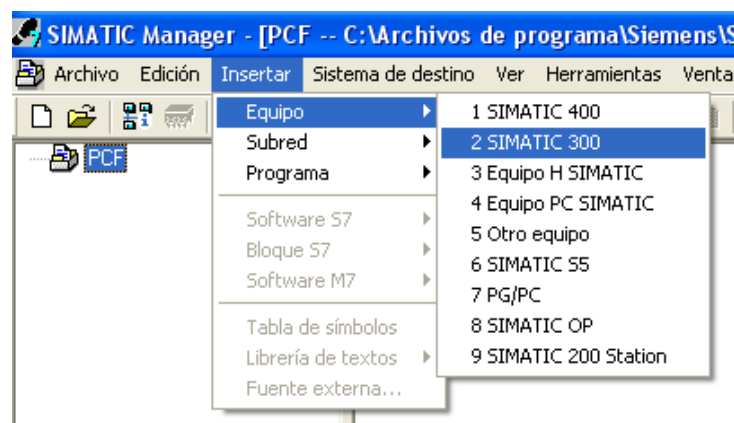 SIMATIC Manager - [PCF -- C:\Archivos de programa\Siemens\S
Archivo Edición Insertar Sistema de destino Ver Herramientas Venta
PCF
Equipo
Subred
Programa
Software S7
Bloque S7
Software M7
Tabla de símbolos
Librería de textos
Fuente externa...
1 SIMATIC 400
2 SIMATIC 300
3 Equipo H SIMATIC
4 Equipo PC SIMATIC
5 Otro equipo
6 SIMATIC S5
7 PG/PC
8 SIMATIC OP
9 SIMATIC 200 Station